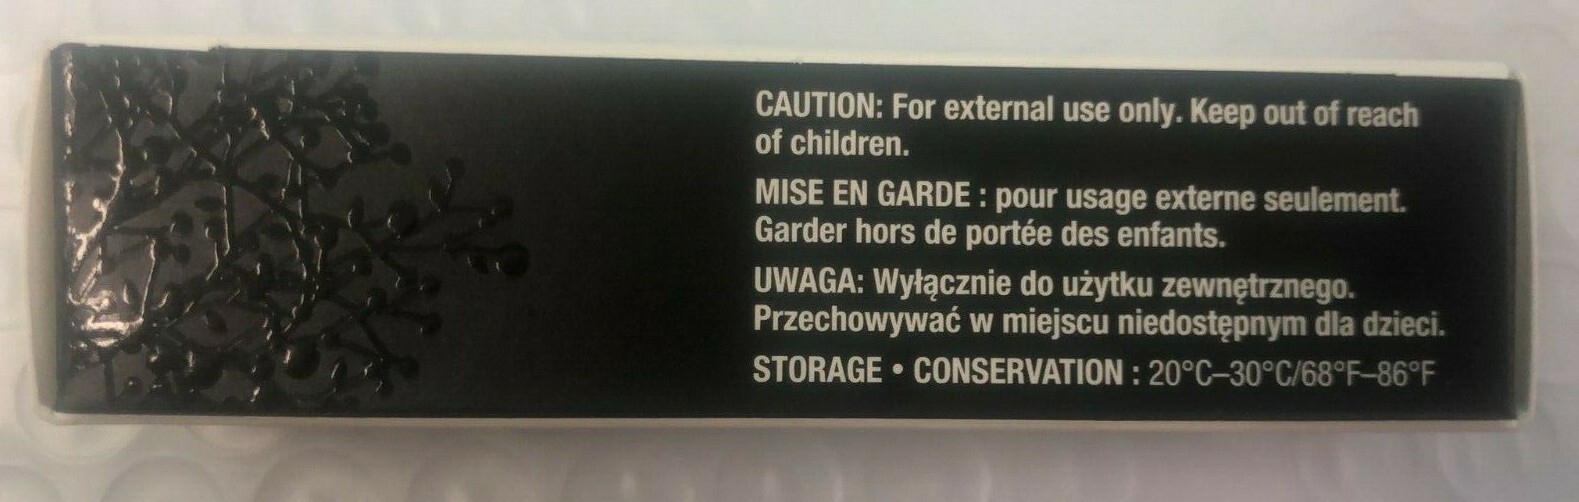 CAUTION: For external use only. Keep out of reach
of children.
MISE EN GARDE : pour usage externe seulement.
Garder hors de portée des enfants.
UWAGA: Wyłącznie do użytku zewnętrznego.
Przechowywać w miejscu niedostępnym dla dzieci.
STORAGE • CONSERVATION : 20°C–30°C/68°F–86°F